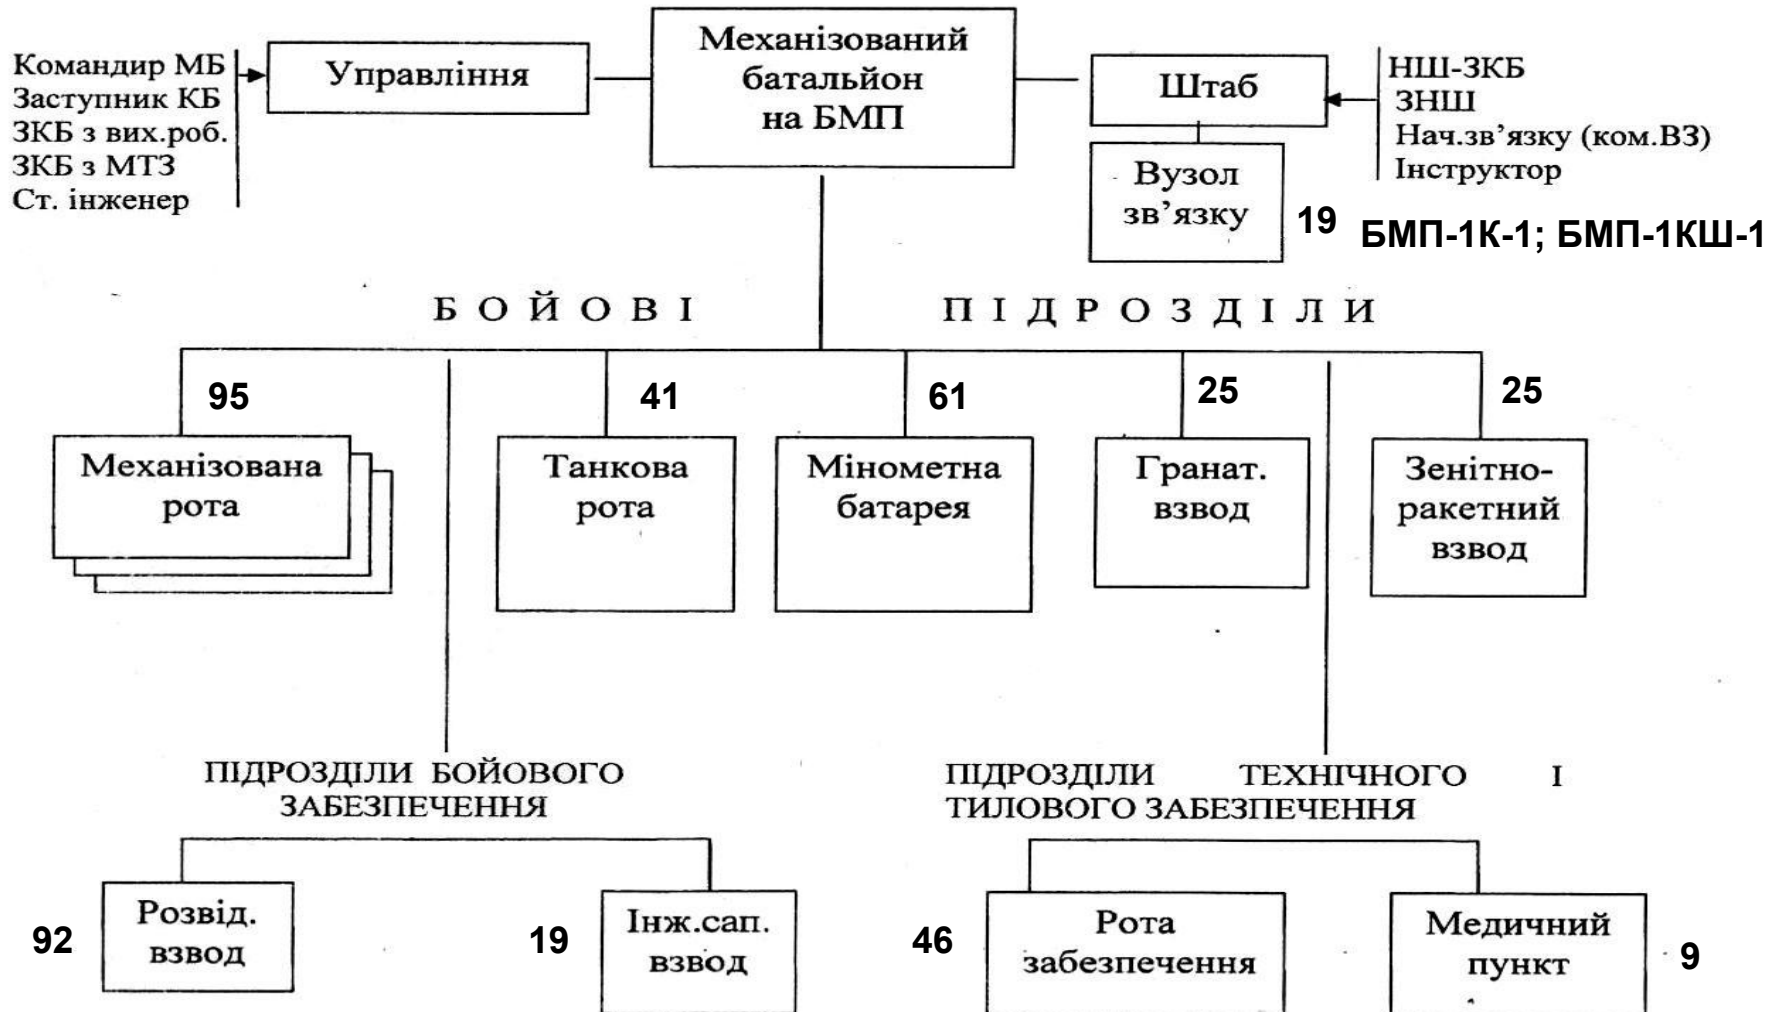 Командир МБ
Заступник КБ
ЗКБ з вих.роб.
ЗКБ з МТЗ
Ст. інженер
Управління
Механізований
батальйон
на БМП
Штаб
НШ-ЗКБ
ЗНШ
Нач.зв’язку (ком.ВЗ)
Інструктор
Вузол
зв’язку
19
БМП-1К-1; БМП-1КШ-1
БОЙОВІ ПІДРОЗДІЛИ
95
41
61
25
25
Механізована
рота
Танкова
рота
Мінометна
батарея
Гранат.
взвод
Зенітно-
ракетний
взвод
ПІДРОЗДІЛИ БОЙОВОГО
ЗАБЕЗПЕЧЕННЯ
ПІДРОЗДІЛИ ТЕХНІЧНОГО І
ТИЛОВОГО ЗАБЕЗПЕЧЕННЯ
92
Розвід.
взвод
19
Інж.сап.
взвод
46
Рота
забезпечення
Медичний
пункт
9